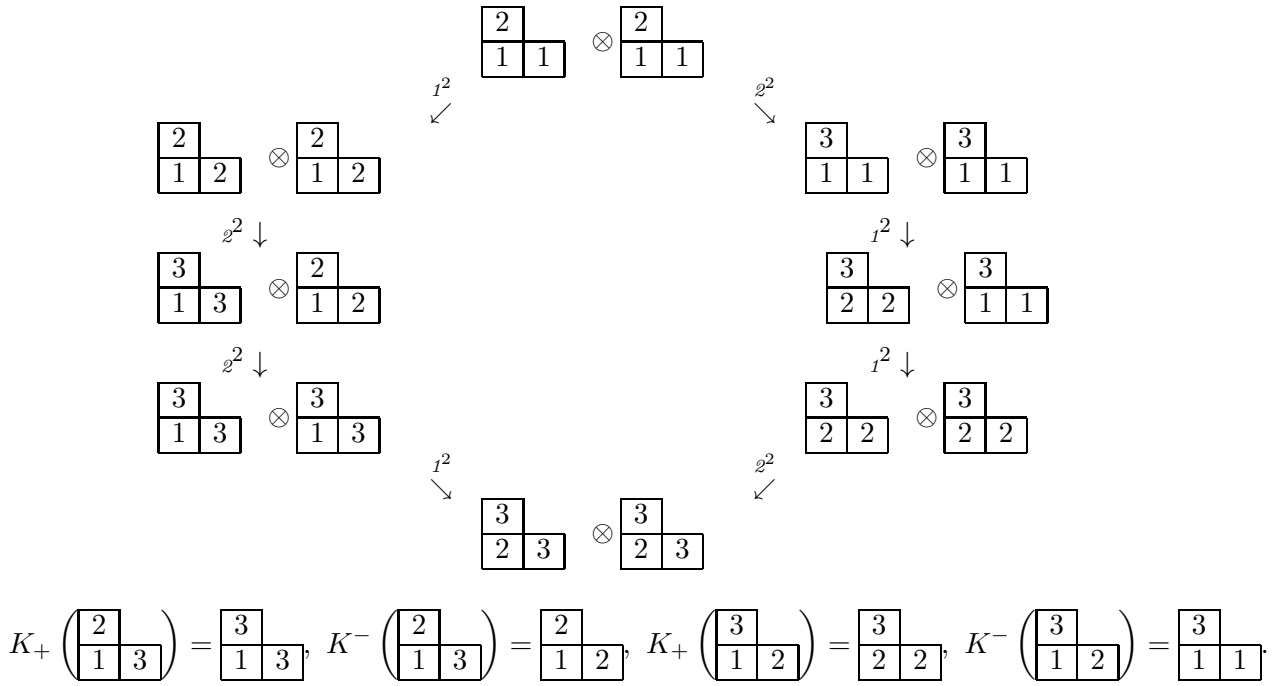 2 2
1 1 ⊗ 1 1
1² ↙ 2² ↘
2 2 3 3
1 2 ⊗ 1 2 1 1 ⊗ 1 1
2² ↓ 1² ↓
3 2 3 3
1 3 ⊗ 1 2 2 2 ⊗ 1 1
2² ↓ 1² ↓
3 3 3 3
1 3 ⊗ 1 3 2 2 ⊗ 2 2
1² ↘ 2² ↙
3 3
2 3 ⊗ 2 3
2 3 2 2 3 3 3 3
K₊ ( 1 3 ) = 1 3 , K⁻ ( 1 3 ) = 1 2 , K₊ ( 1 2 ) = 2 2 , K⁻ ( 1 2 ) = 1 1 .